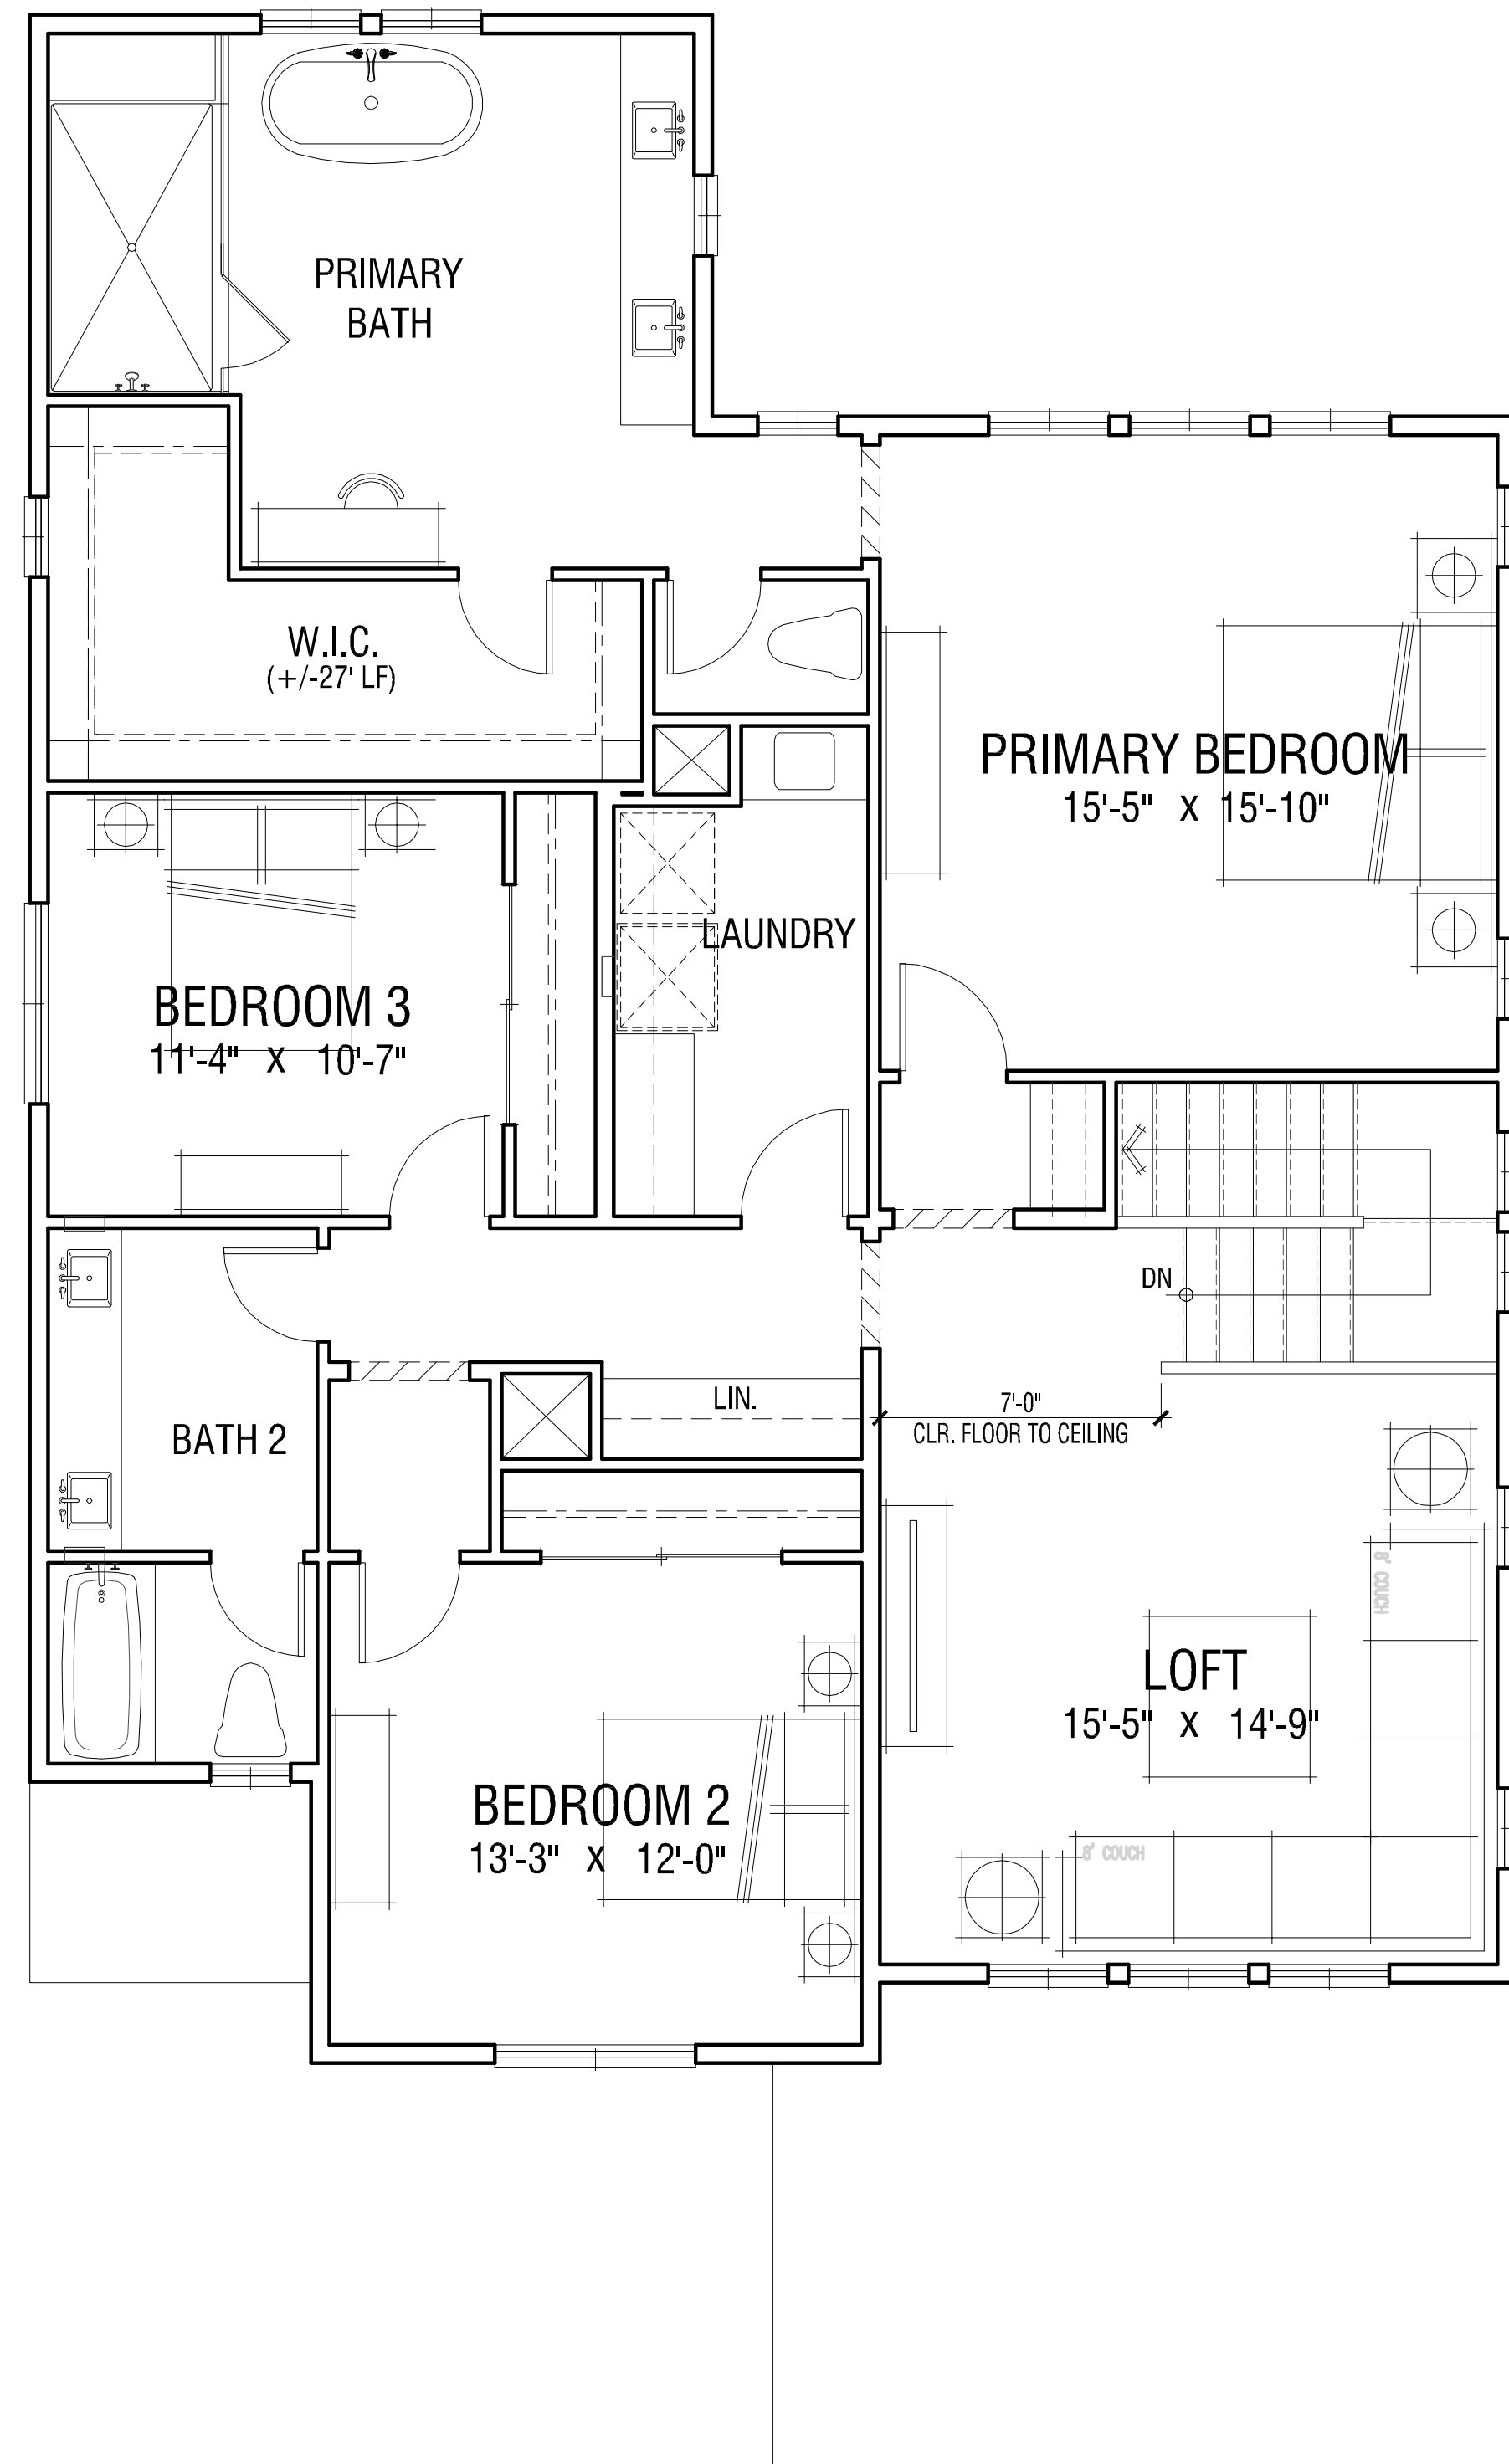 PRIMARY
BATH
W.I.C.
(+/-27' LF)
PRIMARY BEDROOM
15'-5" X 15'-10"
LAUNDRY
BEDROOM 3
11'-4" X 10'-7"
DN
LIN.
7'-0"
CLR. FLOOR TO CEILING
BATH 2
8' COUCH
LOFT
15'-5" X 14'-9"
BEDROOM 2
13'-3" X 12'-0"
8' COUCH